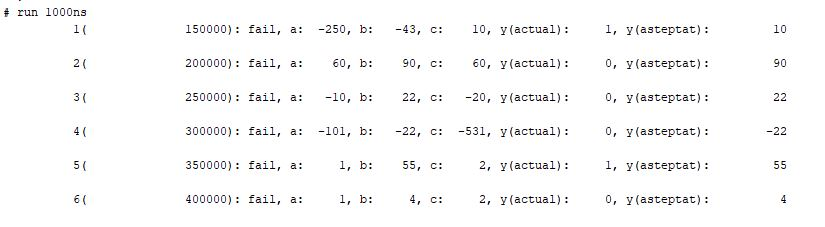 # run 1000ns
1( 150000): fail, a: -250, b: -43, c: 10, y(actual): 1, y(asteptat): 10
2( 200000): fail, a: 60, b: 90, c: 60, y(actual): 0, y(asteptat): 90
3( 250000): fail, a: -10, b: 22, c: -20, y(actual): 0, y(asteptat): 22
4( 300000): fail, a: -101, b: -22, c: -531, y(actual): 0, y(asteptat): -22
5( 350000): fail, a: 1, b: 55, c: 2, y(actual): 1, y(asteptat): 55
6( 400000): fail, a: 1, b: 4, c: 2, y(actual): 0, y(asteptat): 4